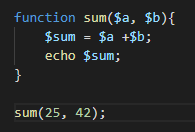 function sum($a, $b){
    $sum = $a +$b;
    echo $sum;
}

sum(25, 42);